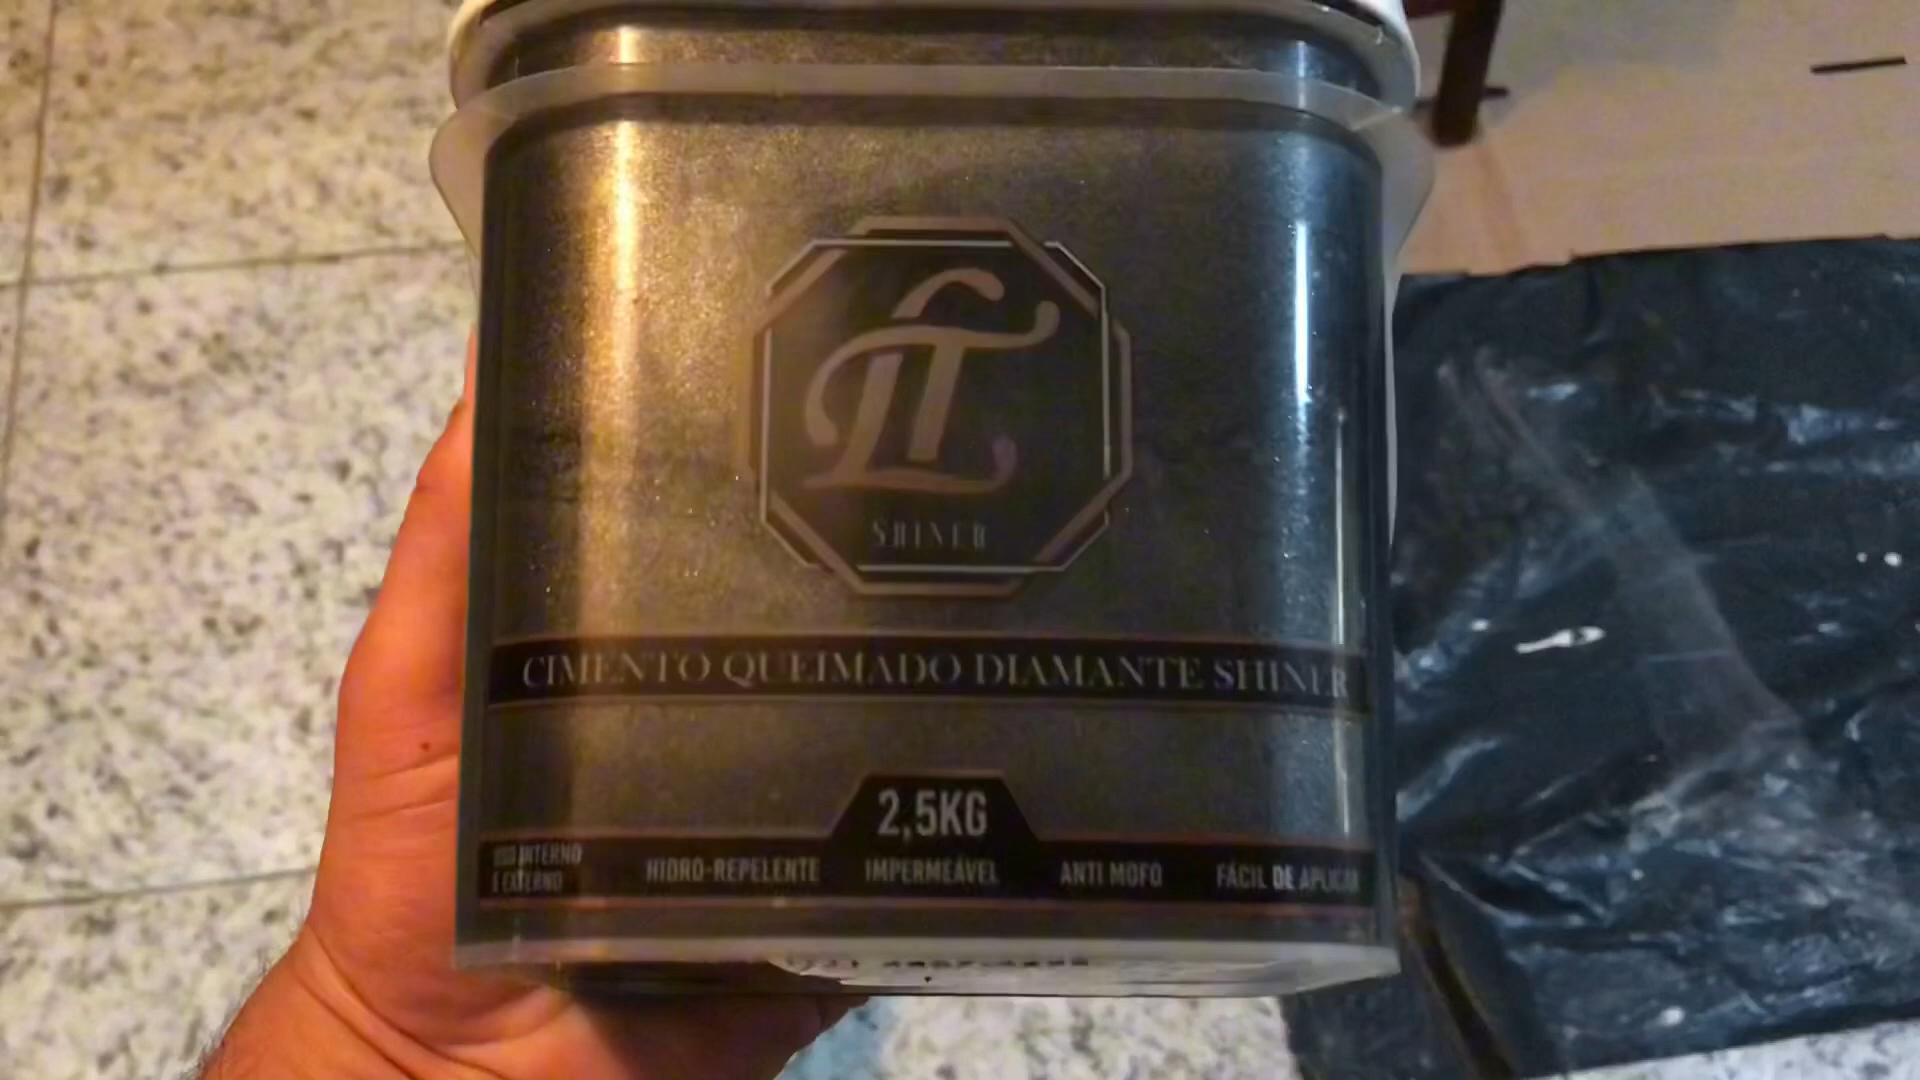 LT
SHINER
CIMENTO QUEIMADO DIAMANTE SHINER
2,5KG
USO INTERNO
E EXTERNO
HIDRO-REPELENTE
IMPERMEÁVEL
ANTI MOFO
FÁCIL DE APLICAR